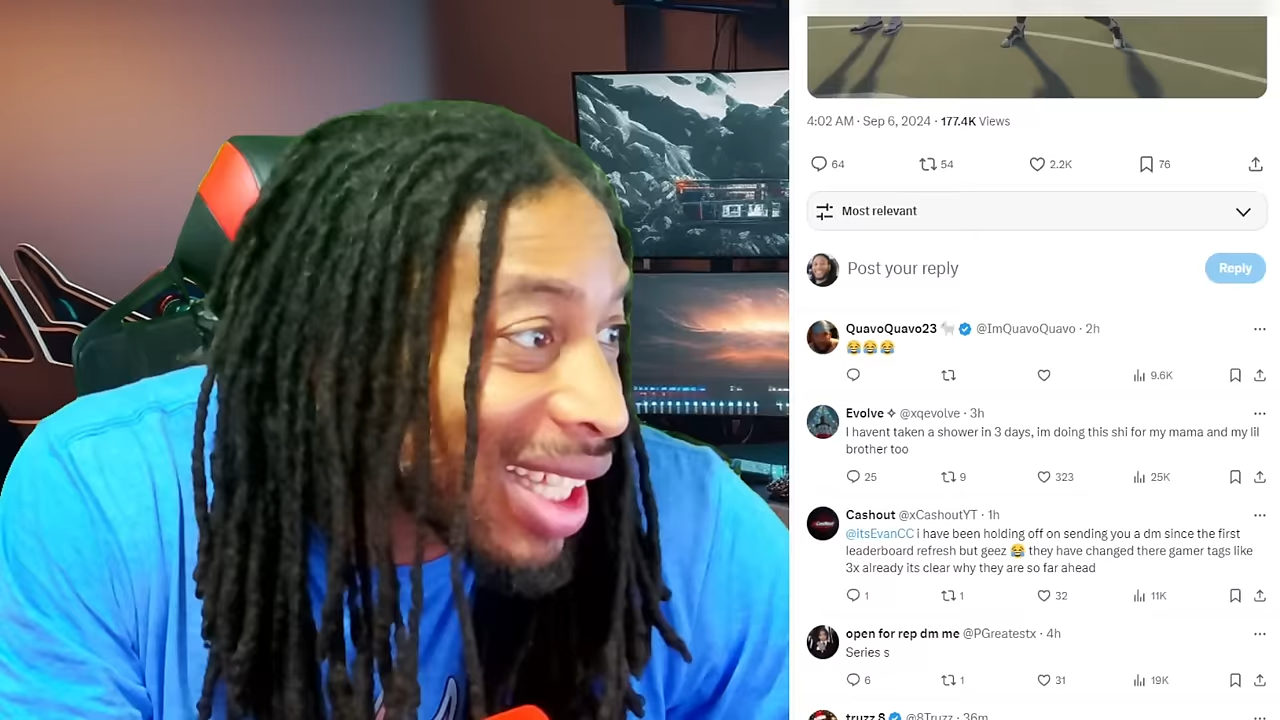 4:02 AM · Sep 6, 2024 · 177.4K Views
64 54 2.2K 76
Most relevant
Post your reply
Reply
QuavoQuavo23 🐐 @ImQuavoQuavo · 2h
😂😂😂
9.6K
Evolve ✧ @xqevolve · 3h
I havent taken a shower in 3 days, im doing this shi for my mama and my lil
brother too
25 9 323 25K
Cashout @xCashoutYT · 1h
@itsEvanCC i have been holding off on sending you a dm since the first
leaderboard refresh but geez 😂 they have changed there gamer tags like
3x already its clear why they are so far ahead
1 1 32 11K
open for rep dm me @PGreatestx · 4h
Series s
6 1 31 19K
truzz $ @8Truzz · 36m